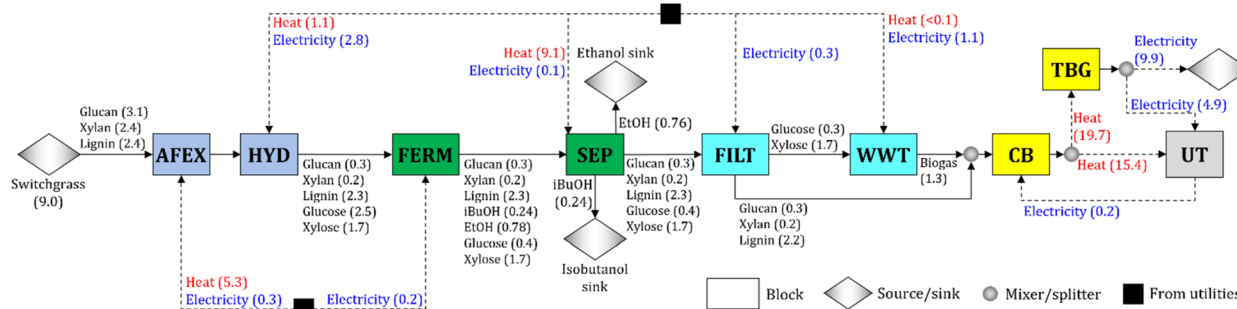 Heat (1.1)
Electricity (2.8)
Heat (9.1)
Electricity (0.1)
Ethanol sink
Electricity (0.3)
Heat (<0.1)
Electricity (1.1)
Electricity
(9.9)
TBG
Electricity (4.9)
Glucan (3.1)
Xylan (2.4)
Lignin (2.4)
EtOH (0.76)
Glucose (0.3)
Xylose (1.7)
Heat
(19.7)
AFEX
HYD
FERM
SEP
FILT
WWT
CB
UT
Switchgrass
(9.0)
Glucan (0.3)
Xylan (0.2)
Lignin (2.3)
Glucose (2.5)
Xylose (1.7)
Glucan (0.3)
Xylan (0.2)
Lignin (2.3)
iBuOH (0.24)
EtOH (0.78)
Glucose (0.4)
Xylose (1.7)
iBuOH
(0.24)
Glucan (0.3)
Xylan (0.2)
Lignin (2.3)
Glucose (0.4)
Xylose (1.7)
Biogas
(1.3)
Heat (15.4)
Glucan (0.3)
Xylan (0.2)
Lignin (2.2)
Electricity (0.2)
Isobutanol
sink
Heat (5.3)
Electricity (0.3)
Electricity (0.2)
Block
Source/sink
Mixer/splitter
From utilities